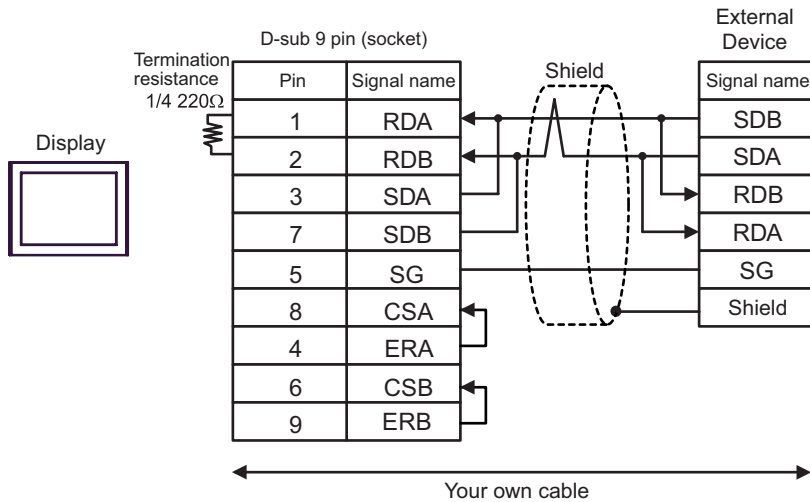 D-sub 9 pin (socket)
External
Device
Termination
resistance
1/4 220Ω
Display
Shield
Pin Signal name
1 RDA
2 RDB
3 SDA
7 SDB
5 SG
8 CSA
4 ERA
6 CSB
9 ERB
Signal name
SDB
SDA
RDB
RDA
SG
Shield
Your own cable